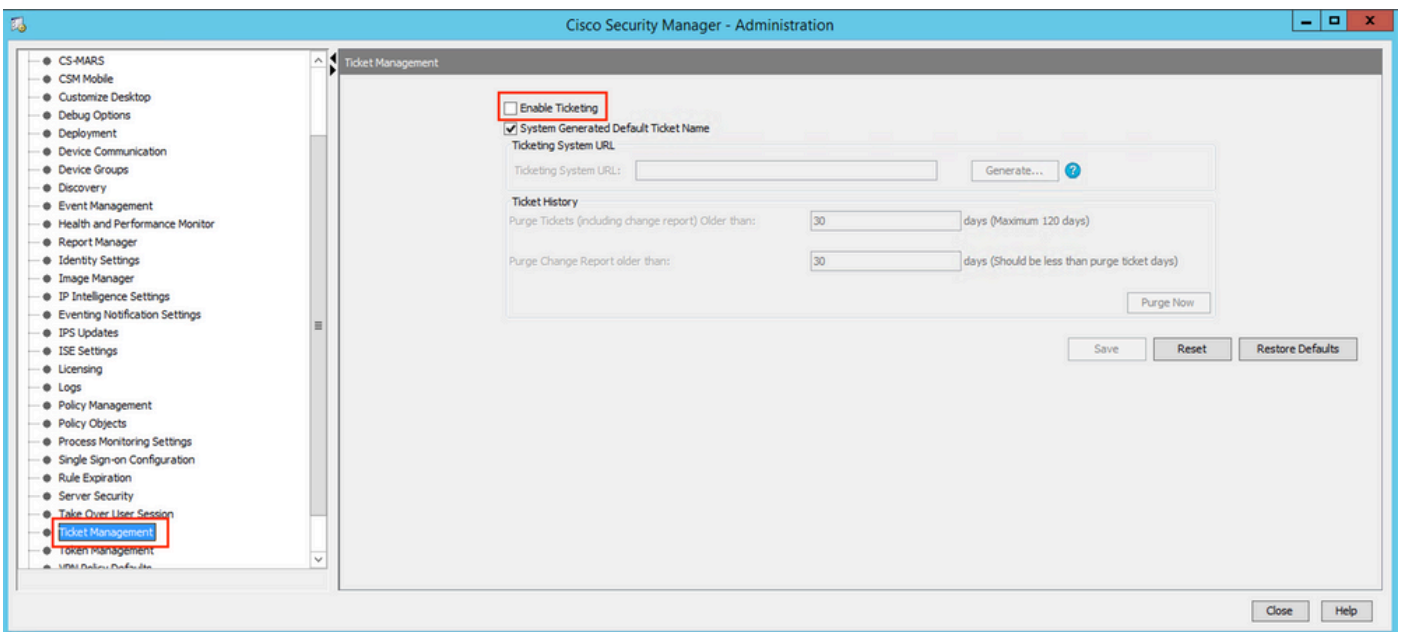 Cisco Security Manager - Administration
CS-MARS
CSM Mobile
Customize Desktop
Debug Options
Deployment
Device Communication
Device Groups
Discovery
Event Management
Health and Performance Monitor
Report Manager
Identity Settings
Image Manager
IP Intelligence Settings
Eventing Notification Settings
IPS Updates
ISE Settings
Licensing
Logs
Policy Management
Policy Objects
Process Monitoring Settings
Single Sign-on Configuration
Rule Expiration
Server Security
Take Over User Session
Ticket Management
Token Management
VPN Policy Defaults
Ticket Management
Enable Ticketing
System Generated Default Ticket Name
Ticketing System URL
Ticketing System URL: Generate... ?
Ticket History
Purge Tickets (including change report) Older than: 30 days (Maximum 120 days)
Purge Change Report older than: 30 days (Should be less than purge ticket days)
Purge Now
Save Reset Restore Defaults
Close Help